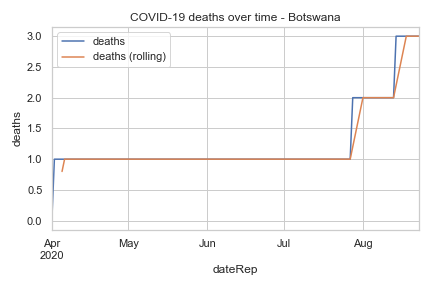 COVID-19 deaths over time - Botswana
deaths
deaths (rolling)
3.0
2.5
2.0
1.5
1.0
0.5
0.0
deaths
Apr
2020
May
Jun
Jul
Aug
dateRep